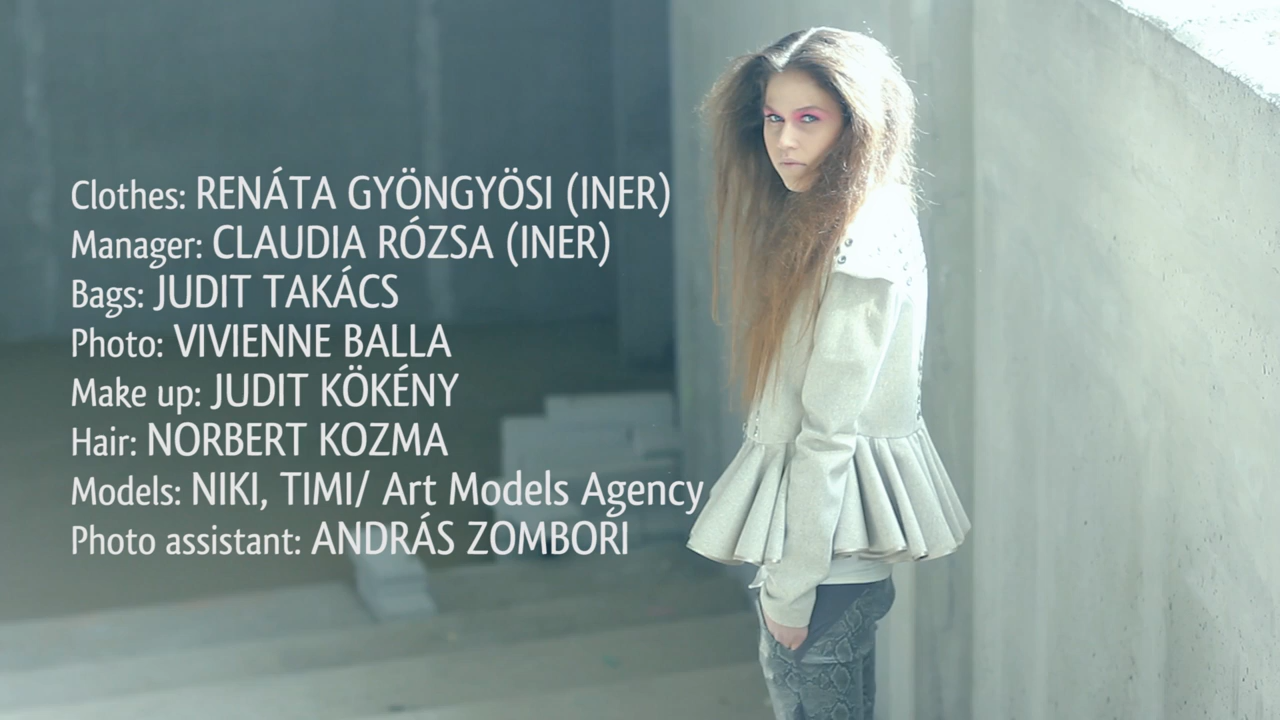 Clothes: RENÁTA GYÖNGYÖSI (INER)
Manager: CLAUDIA RÓZSA (INER)
Bags: JUDIT TAKÁCS
Photo: VIVIENNE BALLA
Make up: JUDIT KÖKÉNY
Hair: NORBERT KOZMA
Models: NIKI, TIMI/ Art Models Agency
Photo assistant: ANDRÁS ZOMBORI